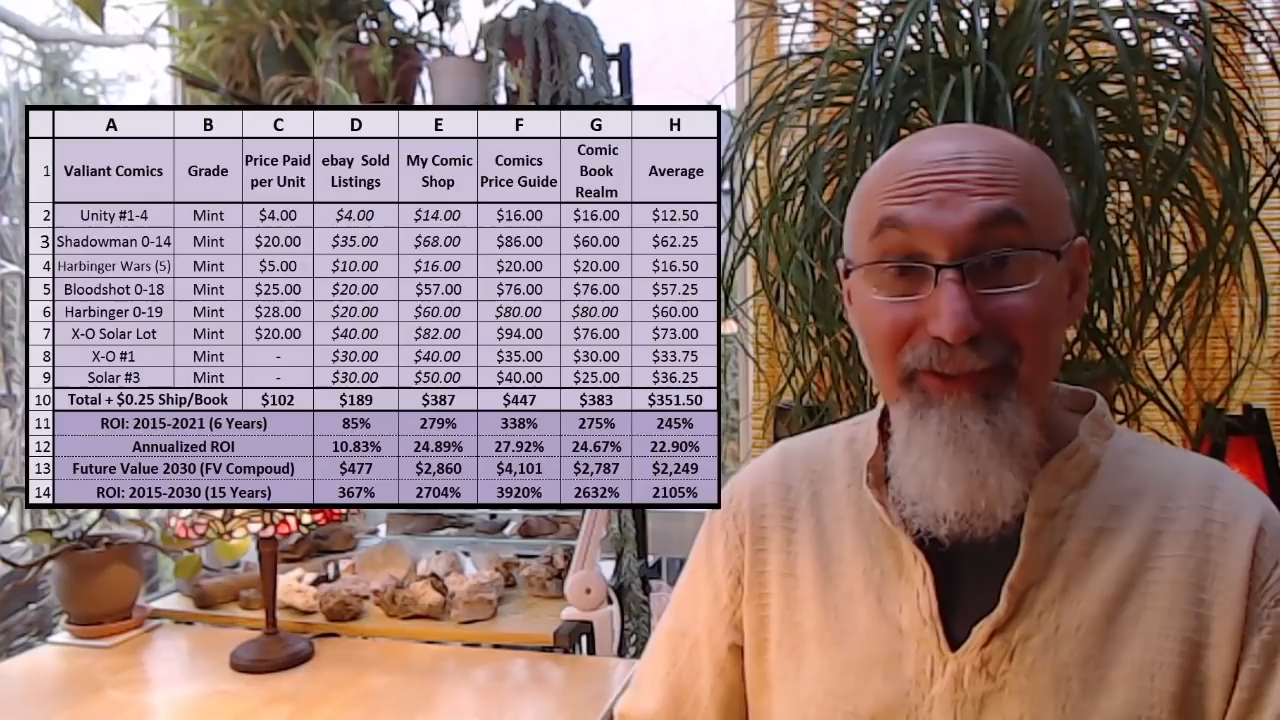 A B C D E F G H
1 Valiant Comics Grade Price Paid per Unit ebay Sold Listings My Comic Shop Comics Price Guide Comic Book Realm Average
2 Unity #1-4 Mint $4.00 $4.00 $14.00 $16.00 $16.00 $12.50
3 Shadowman 0-14 Mint $20.00 $35.00 $68.00 $86.00 $60.00 $62.25
4 Harbinger Wars (5) Mint $5.00 $10.00 $16.00 $20.00 $20.00 $16.50
5 Bloodshot 0-18 Mint $25.00 $20.00 $57.00 $76.00 $76.00 $57.25
6 Harbinger 0-19 Mint $28.00 $20.00 $60.00 $80.00 $80.00 $60.00
7 X-O Solar Lot Mint $20.00 $40.00 $82.00 $94.00 $76.00 $73.00
8 X-O #1 Mint - $30.00 $40.00 $35.00 $30.00 $33.75
9 Solar #3 Mint - $30.00 $50.00 $40.00 $25.00 $36.25
10 Total + $0.25 Ship/Book $102 $189 $387 $447 $383 $351.50
11 ROI: 2015-2021 (6 Years) 85% 279% 338% 275% 245%
12 Annualized ROI 10.83% 24.89% 27.92% 24.67% 22.90%
13 Future Value 2030 (FV Compoud) $477 $2,860 $4,101 $2,787 $2,249
14 ROI: 2015-2030 (15 Years) 367% 2704% 3920% 2632% 2105%